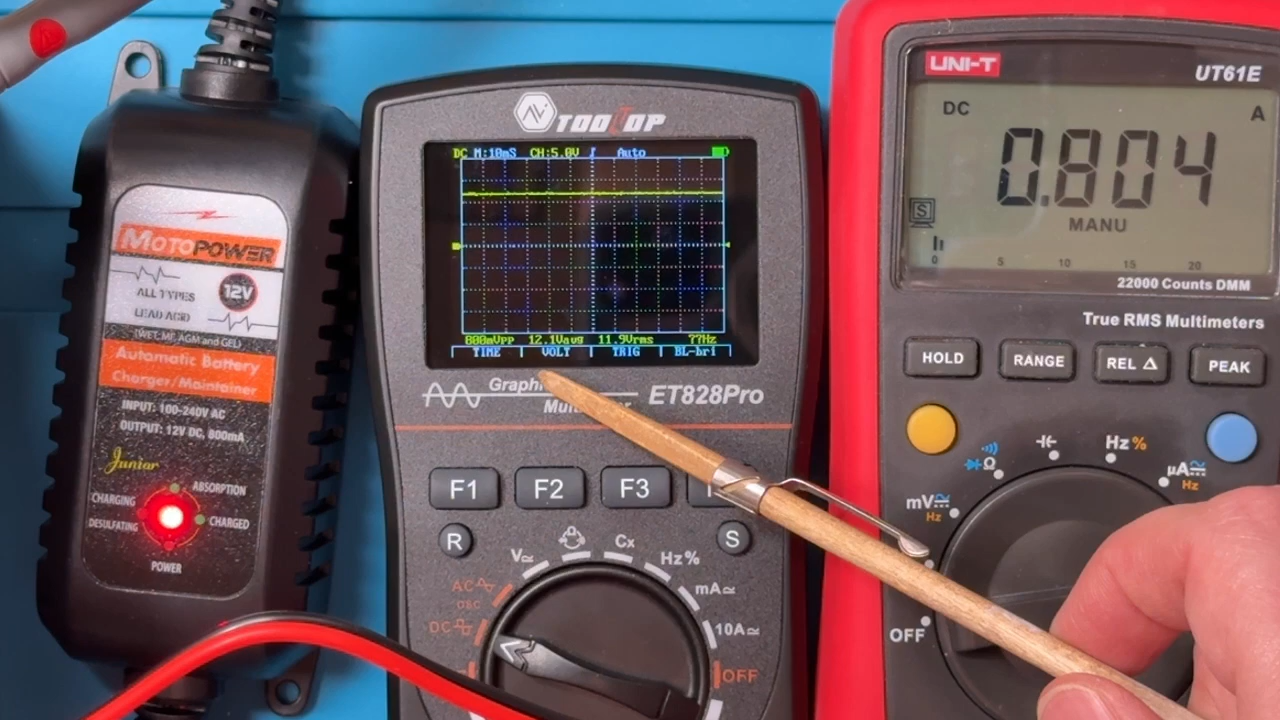 MOTOPOWER
12V
ALL TYPES
LEAD ACID
(WET, MF, AGM and GEL)
Automatic Battery
Charger/Maintainer
INPUT: 100-240V AC
OUTPUT: 12V DC, 800mA
Junior
ABSORPTION
CHARGING
CHARGED
DESULFATING
POWER
TOOLTOP
DC M:10mS CH:5.0V Auto
800mVpp 12.1Vavg 11.9Vrms 77Hz
TIME VOLT TRIG BL-bri
ET828Pro
F1 F2 F3
R S
V Cx Hz%
AC mA
OSC
DC 10A
OFF
UNI-T
UT61E
DC A
0.804
S
MANU
0 5 10 15 20
22000 Counts DMM
True RMS Multimeters
HOLD RANGE REL Δ PEAK
Ω Hz% μA
Hz
mV
Hz
OFF